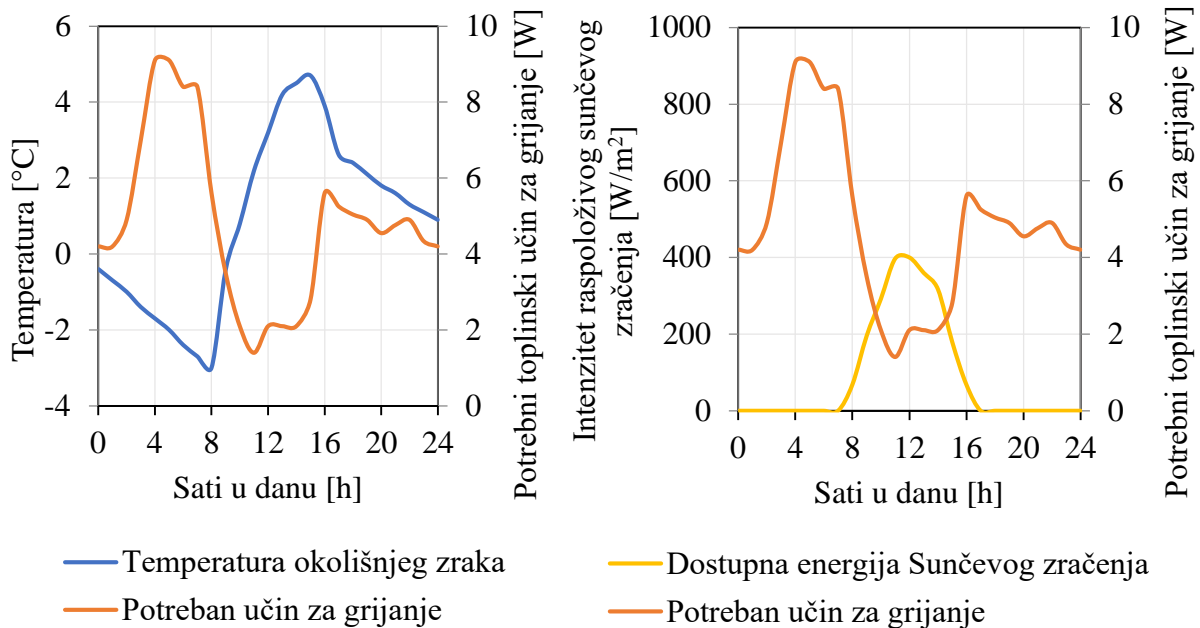 Temperatura [°C]
6
4
2
0
-2
-4
0 4 8 12 16 20 24
Sati u danu [h]
10
8
6
4
2
0
Potrebni toplinski učin za grijanje [W]
Intenzitet raspoloživog sunčevog
zračenja [W/m²]
1000
800
600
400
200
0
0 4 8 12 16 20 24
Sati u danu [h]
10
8
6
4
2
0
Potrebni toplinski učin za grijanje [W]
Temperatura okolišnjeg zraka
Potreban učin za grijanje
Dostupna energija Sunčevog zračenja
Potreban učin za grijanje